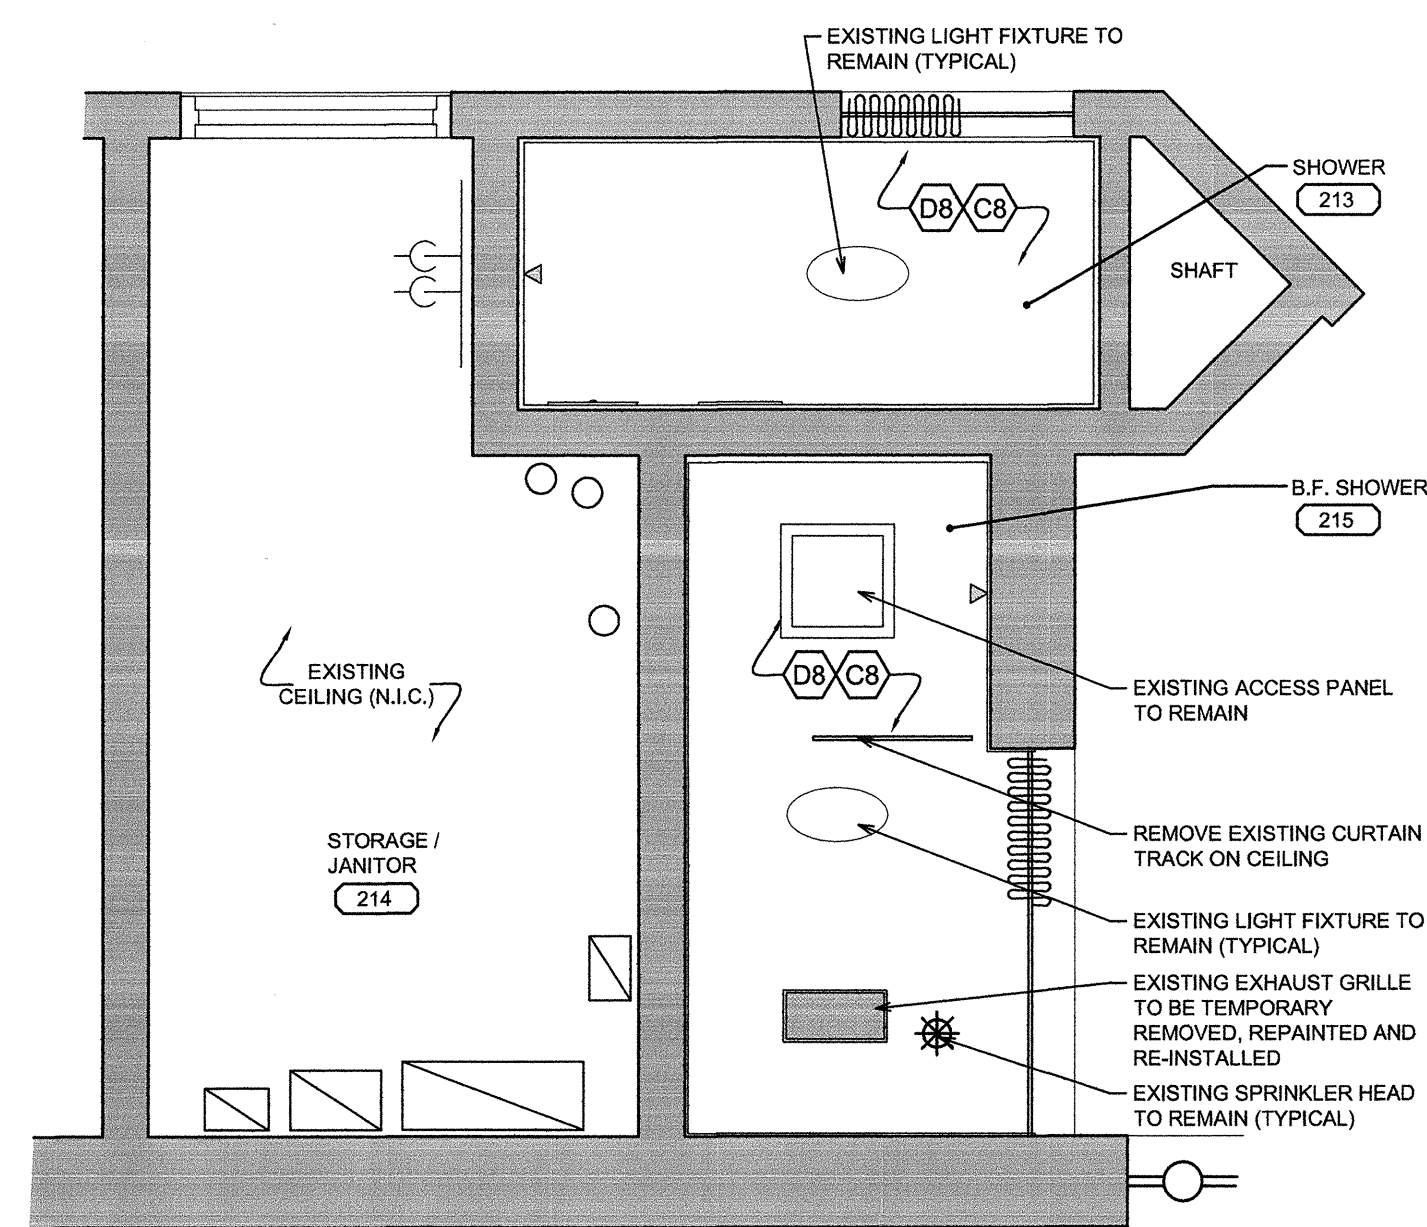 EXISTING LIGHT FIXTURE TO
REMAIN (TYPICAL)
SHOWER
213
D8 C8
SHAFT
B.F. SHOWER
215
EXISTING
CEILING (N.I.C.)
D8 C8
EXISTING ACCESS PANEL
TO REMAIN
STORAGE /
JANITOR
214
REMOVE EXISTING CURTAIN
TRACK ON CEILING
EXISTING LIGHT FIXTURE TO
REMAIN (TYPICAL)
EXISTING EXHAUST GRILLE
TO BE TEMPORARY
REMOVED, REPAINTED AND
RE-INSTALLED
EXISTING SPRINKLER HEAD
TO REMAIN (TYPICAL)